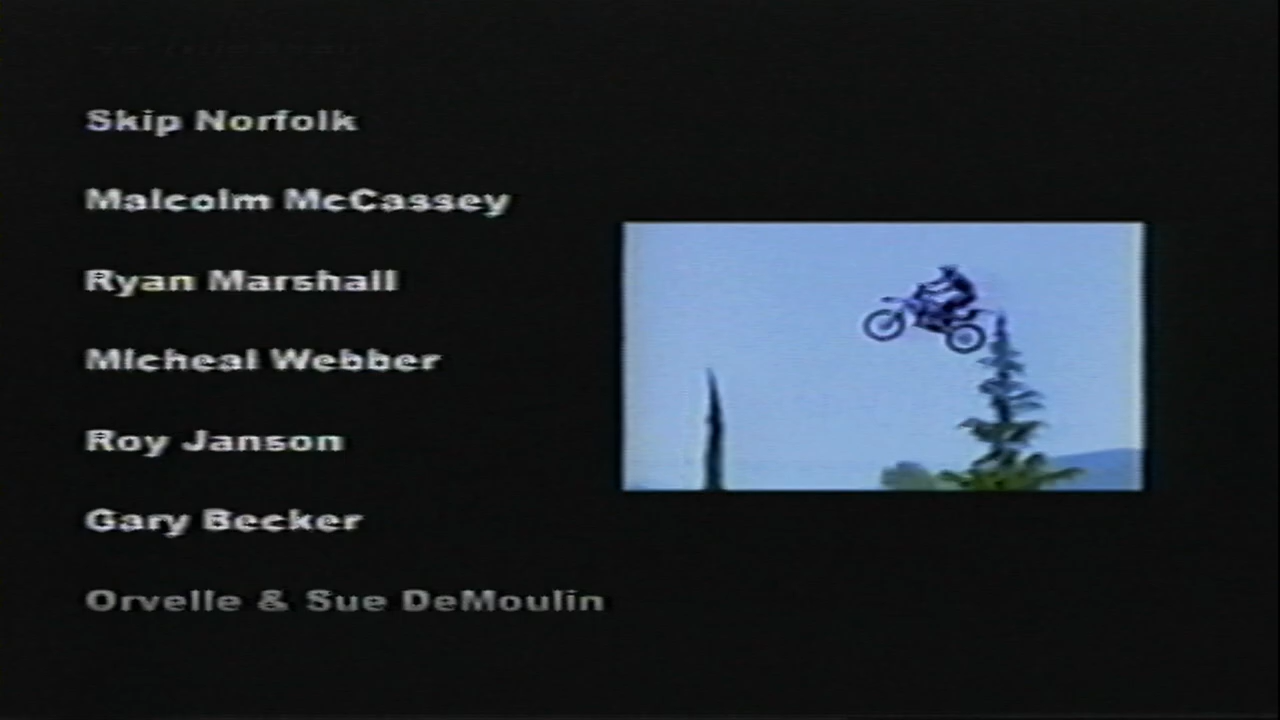 Skip Norfolk
Malcolm McCassey
Ryan Marshall
Micheal Webber
Roy Janson
Gary Becker
Orvelle & Sue DeMoulin